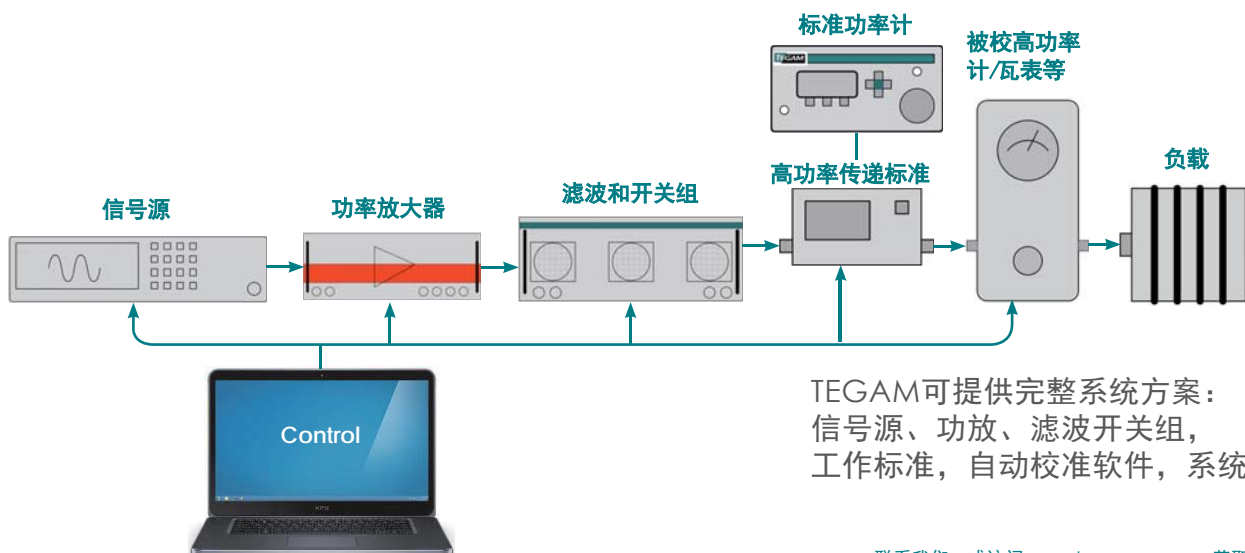 标准功率计
被校高功率
计/瓦表等
TEGAM
信号源
功率放大器
滤波和开关组
高功率传递标准
负载
Control
XPS
TEGAM可提供完整系统方案：
信号源、功放、滤波开关组，
工作标准，自动校准软件，系统